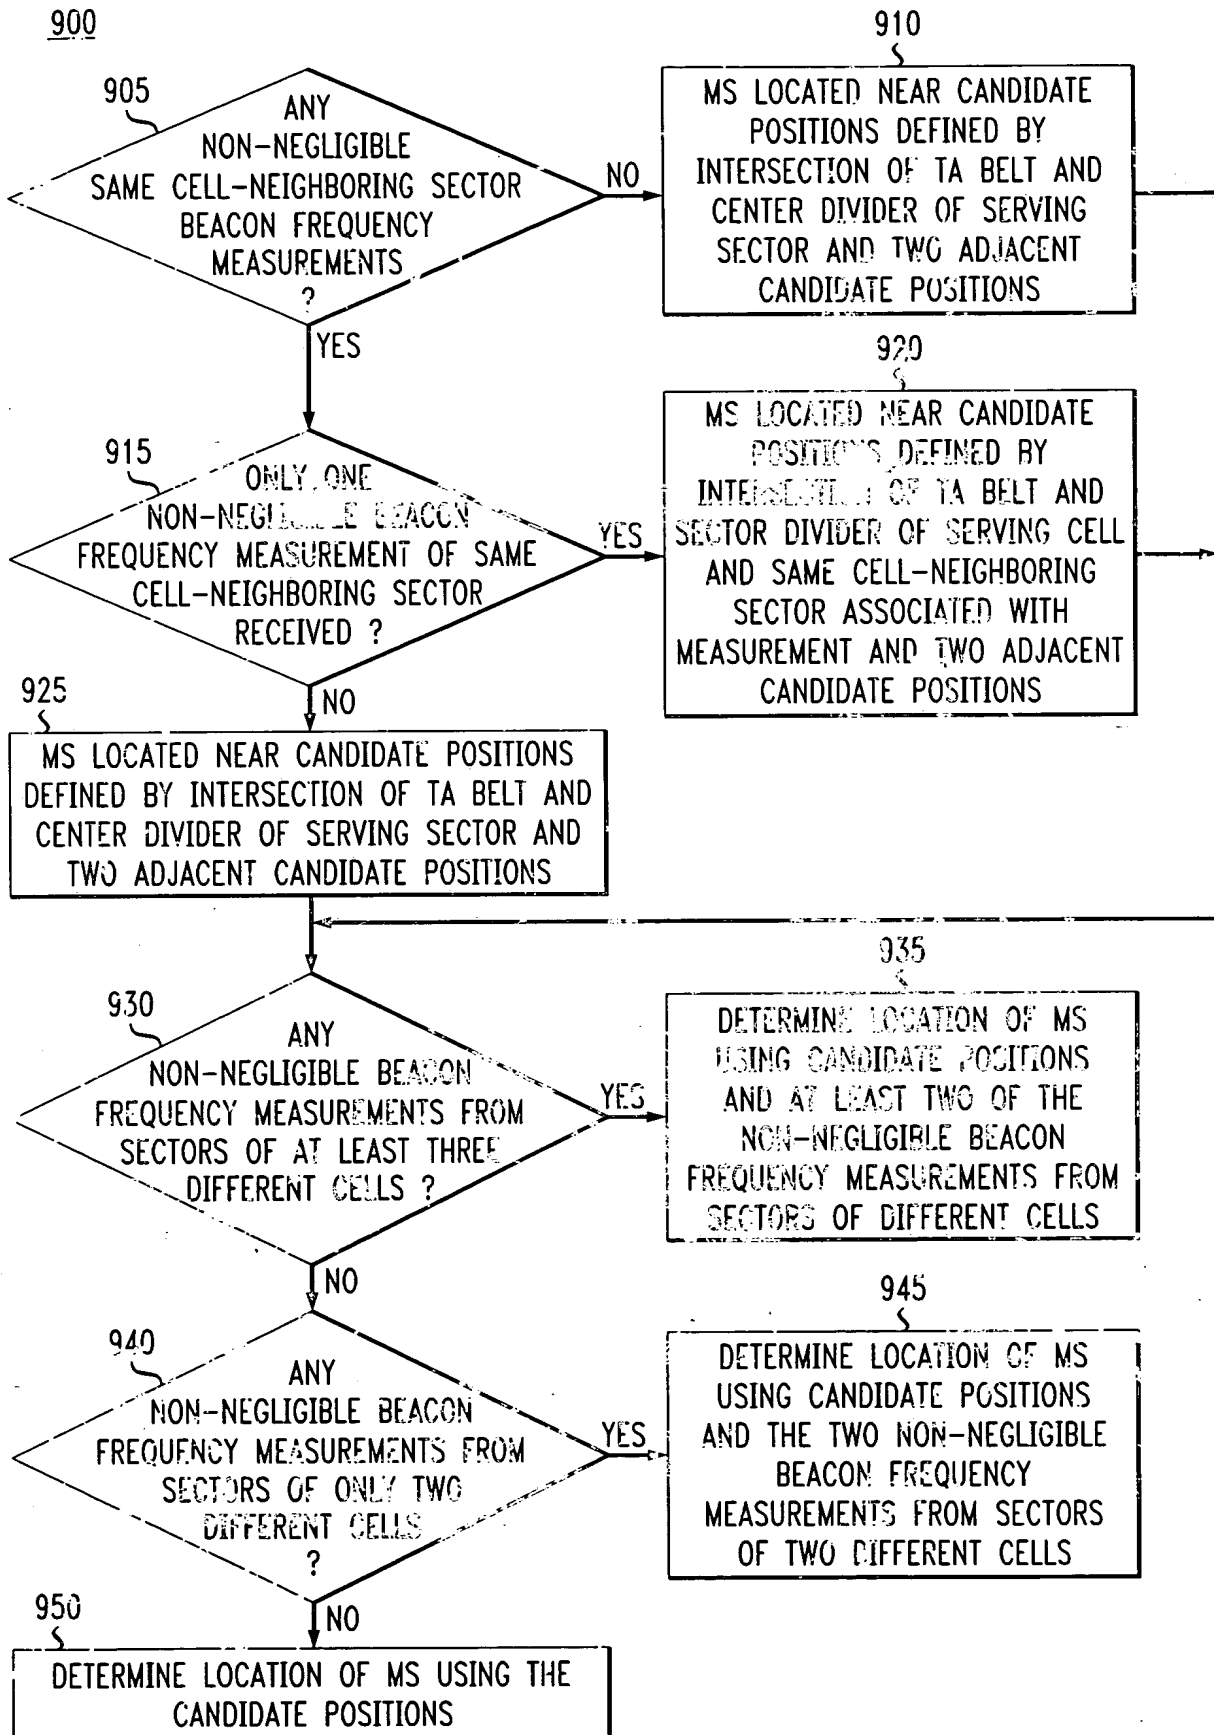 900
905
ANY
NON-NEGLIGIBLE
SAME CELL-NEIGHBORING SECTOR
BEACON FREQUENCY
MEASUREMENTS
?
NO
YES
910
MS LOCATED NEAR CANDIDATE
POSITIONS DEFINED BY
INTERSECTION OF TA BELT AND
CENTER DIVIDER OF SERVING
SECTOR AND TWO ADJACENT
CANDIDATE POSITIONS
915
ONLY ONE
NON-NEGLIGIBLE BEACON
FREQUENCY MEASUREMENT OF SAME
CELL-NEIGHBORING SECTOR
RECEIVED ?
YES
NO
920
MS LOCATED NEAR CANDIDATE
POSITIONS DEFINED BY
INTERSECTION OF TA BELT AND
SECTOR DIVIDER OF SERVING CELL
AND SAME CELL-NEIGHBORING
SECTOR ASSOCIATED WITH
MEASUREMENT AND TWO ADJACENT
CANDIDATE POSITIONS
925
MS LOCATED NEAR CANDIDATE POSITIONS
DEFINED BY INTERSECTION OF TA BELT AND
CENTER DIVIDER OF SERVING SECTOR AND
TWO ADJACENT CANDIDATE POSITIONS
930
ANY
NON-NEGLIGIBLE BEACON
FREQUENCY MEASUREMENTS FROM
SECTORS OF AT LEAST THREE
DIFFERENT CELLS ?
YES
NO
935
DETERMINE LOCATION OF MS
USING CANDIDATE POSITIONS
AND AT LEAST TWO OF THE
NON-NEGLIGIBLE BEACON
FREQUENCY MEASUREMENTS FROM
SECTORS OF DIFFERENT CELLS
940
ANY
NON-NEGLIGIBLE BEACON
FREQUENCY MEASUREMENTS FROM
SECTORS OF ONLY TWO
DIFFERENT CELLS
?
YES
NO
945
DETERMINE LOCATION OF MS
USING CANDIDATE POSITIONS
AND THE TWO NON-NEGLIGIBLE
BEACON FREQUENCY
MEASUREMENTS FROM SECTORS
OF TWO DIFFERENT CELLS
950
DETERMINE LOCATION OF MS USING THE
CANDIDATE POSITIONS